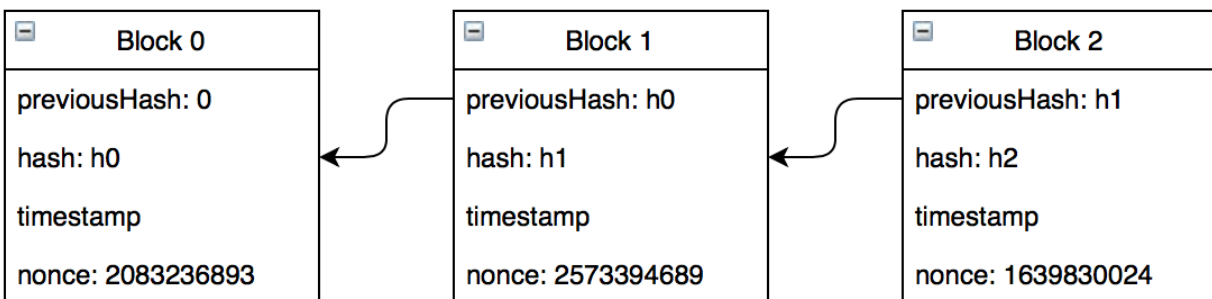 Block 0
previousHash: 0
hash: h0
timestamp
nonce: 2083236893
Block 1
previousHash: h0
hash: h1
timestamp
nonce: 2573394689
Block 2
previousHash: h1
hash: h2
timestamp
nonce: 1639830024